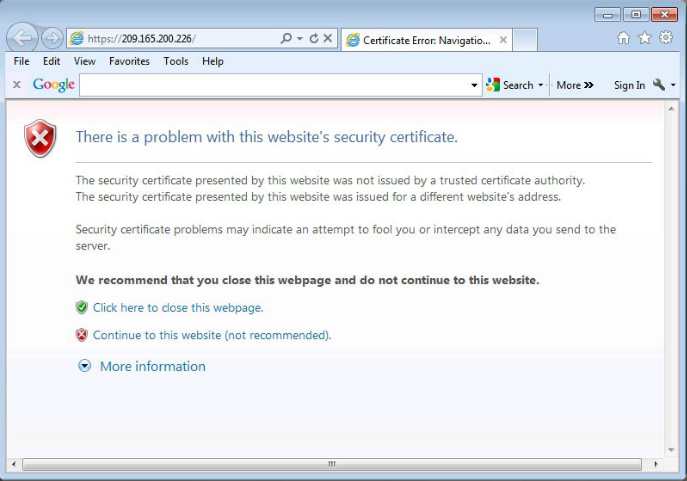 https://209.165.200.226/
Certificate Error: Navigatio...
File Edit View Favorites Tools Help
x Google Search More » Sign In
There is a problem with this website's security certificate.
The security certificate presented by this website was not issued by a trusted certificate authority.
The security certificate presented by this website was issued for a different website's address.
Security certificate problems may indicate an attempt to fool you or intercept any data you send to the
server.
We recommend that you close this webpage and do not continue to this website.
Click here to close this webpage.
Continue to this website (not recommended).
More information